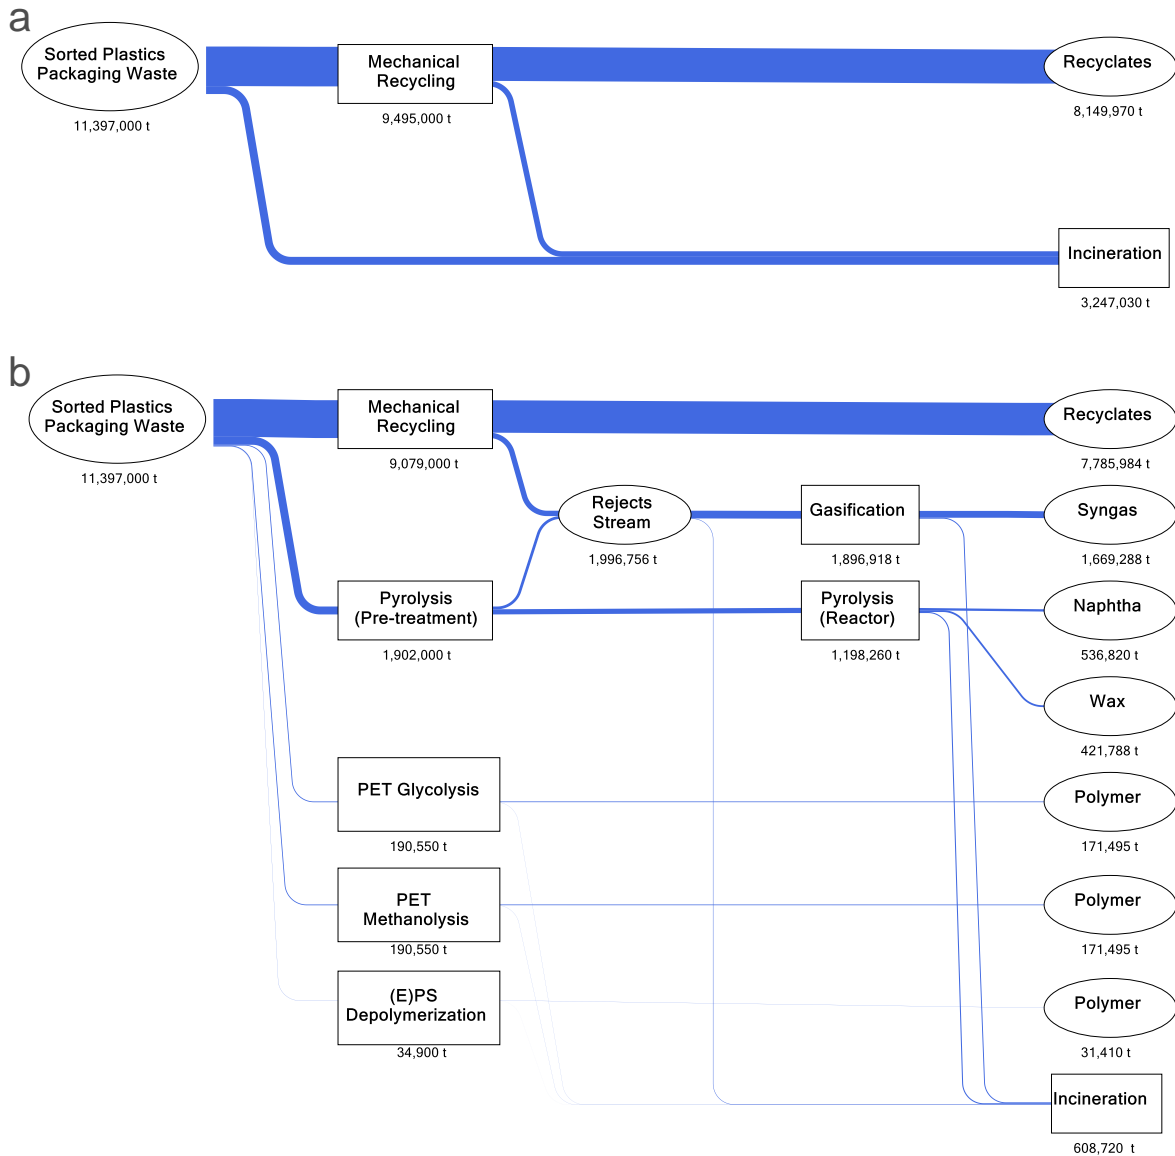 a
Sorted Plastics
Packaging Waste
11,397,000 t
Mechanical
Recycling
9,495,000 t
Recyclates
8,149,970 t
Incineration
3,247,030 t
b
Sorted Plastics
Packaging Waste
11,397,000 t
Mechanical
Recycling
9,079,000 t
Recyclates
7,785,984 t
Rejects
Stream
1,996,756 t
Gasification
1,896,918 t
Syngas
1,669,288 t
Pyrolysis
(Pre-treatment)
1,902,000 t
Pyrolysis
(Reactor)
1,198,260 t
Naphtha
536,820 t
Wax
421,788 t
PET Glycolysis
190,550 t
Polymer
171,495 t
PET
Methanolysis
190,550 t
Polymer
171,495 t
(E)PS
Depolymerization
34,900 t
Polymer
31,410 t
Incineration
608,720 t